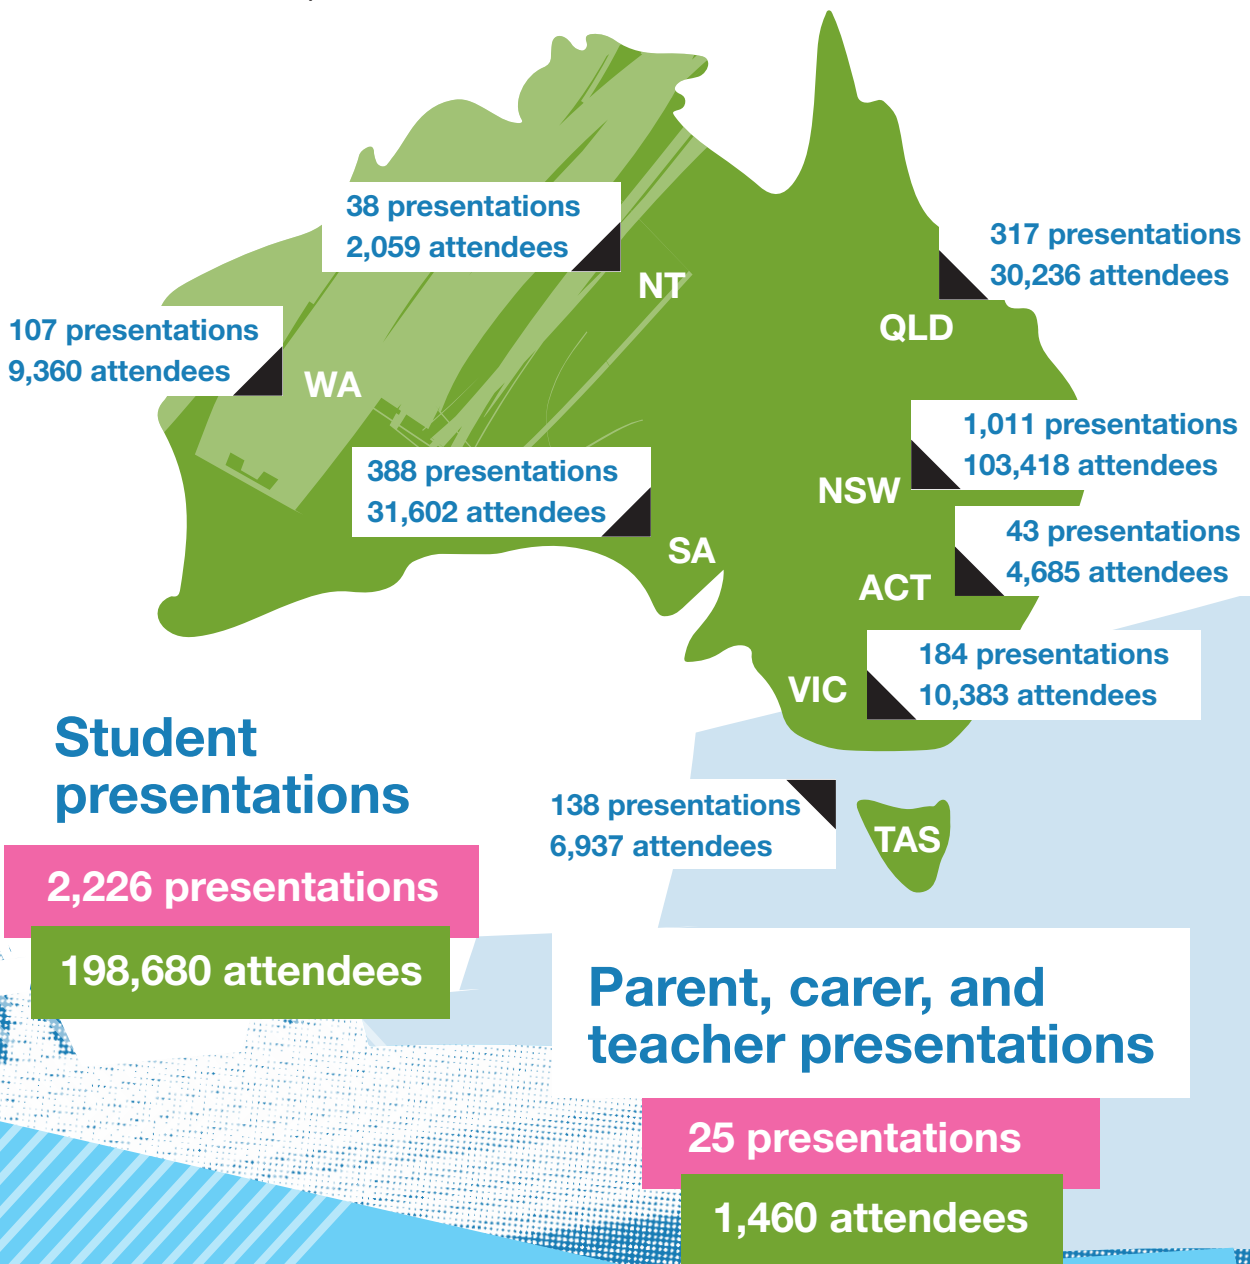 38 presentations
2,059 attendees
NT
317 presentations
30,236 attendees
QLD
107 presentations
9,360 attendees
WA
1,011 presentations
103,418 attendees
NSW
388 presentations
31,602 attendees
SA
43 presentations
4,685 attendees
ACT
184 presentations
10,383 attendees
VIC
138 presentations
6,937 attendees
TAS
Student
presentations
2,226 presentations
198,680 attendees
Parent, carer, and
teacher presentations
25 presentations
1,460 attendees